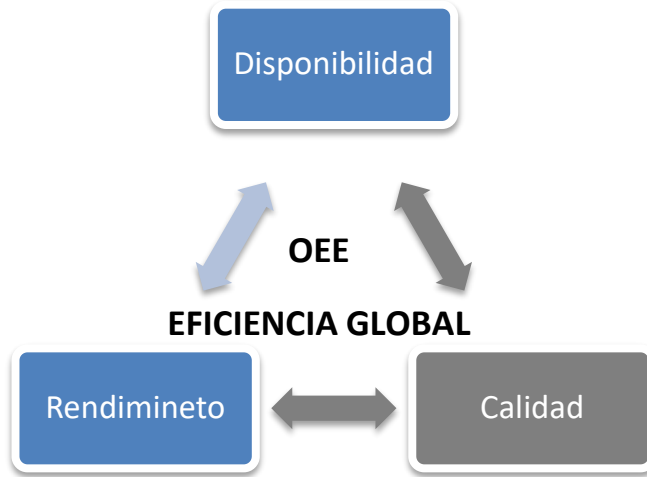 Disponibilidad
OEE
EFICIENCIA GLOBAL
Rendimineto
Calidad